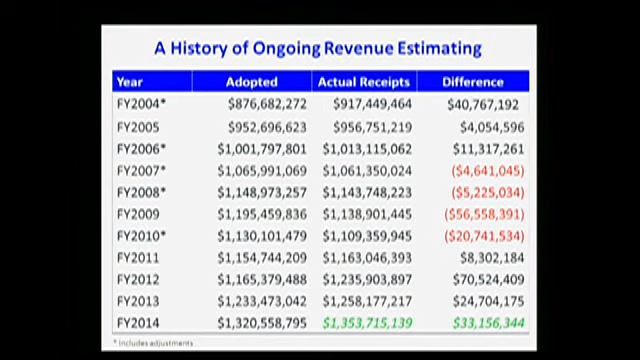 A History of Ongoing Revenue Estimating
Year Adopted Actual Receipts Difference
FY2004* $876,682,272 $917,449,464 $40,767,192
FY2005 $952,696,623 $956,751,219 $4,054,596
FY2006* $1,001,797,801 $1,013,115,062 $11,317,261
FY2007* $1,065,991,069 $1,061,350,024 ($4,641,045)
FY2008* $1,148,973,257 $1,143,748,223 ($5,225,034)
FY2009 $1,195,459,836 $1,138,901,445 ($56,558,391)
FY2010* $1,130,101,479 $1,109,359,945 ($20,741,534)
FY2011 $1,154,744,209 $1,163,046,393 $8,302,184
FY2012 $1,165,379,488 $1,235,903,897 $70,524,409
FY2013 $1,233,473,042 $1,258,177,217 $24,704,175
FY2014 $1,320,558,795 $1,353,715,139 $33,156,344
* Includes adjustments